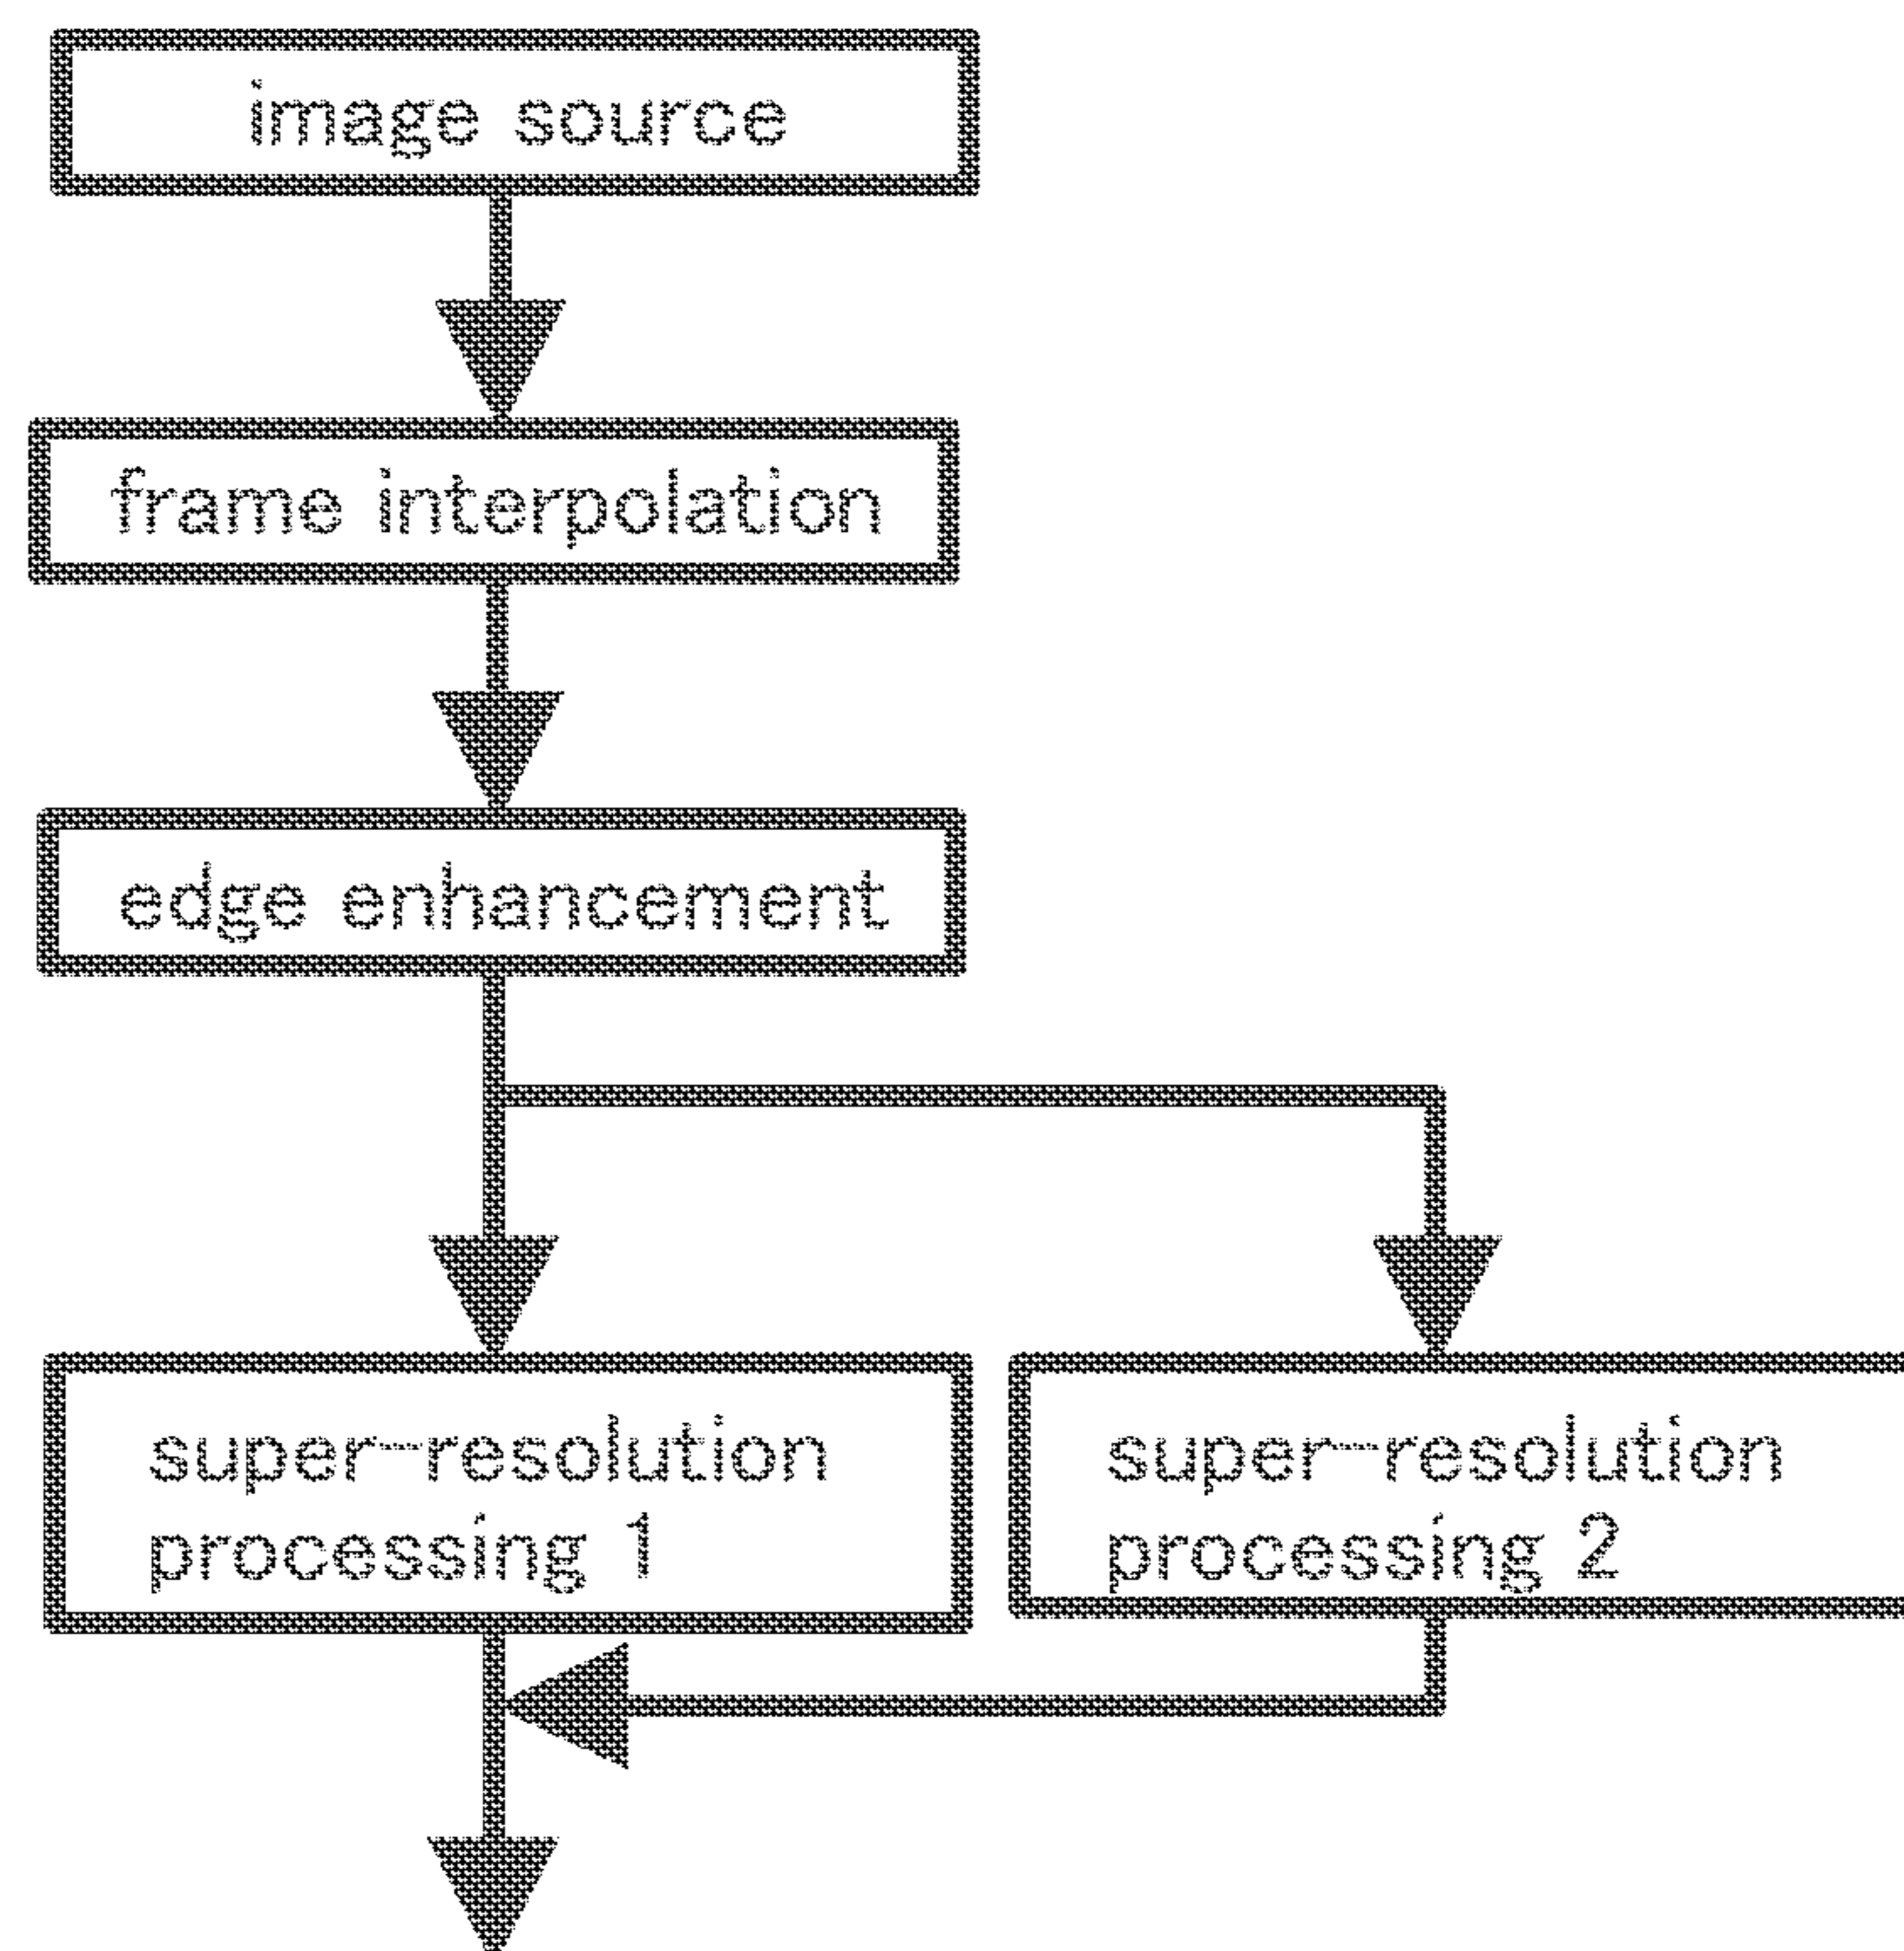 image source
frame interpolation
edge enhancement
super-resolution
processing 1
super-resolution
processing 2